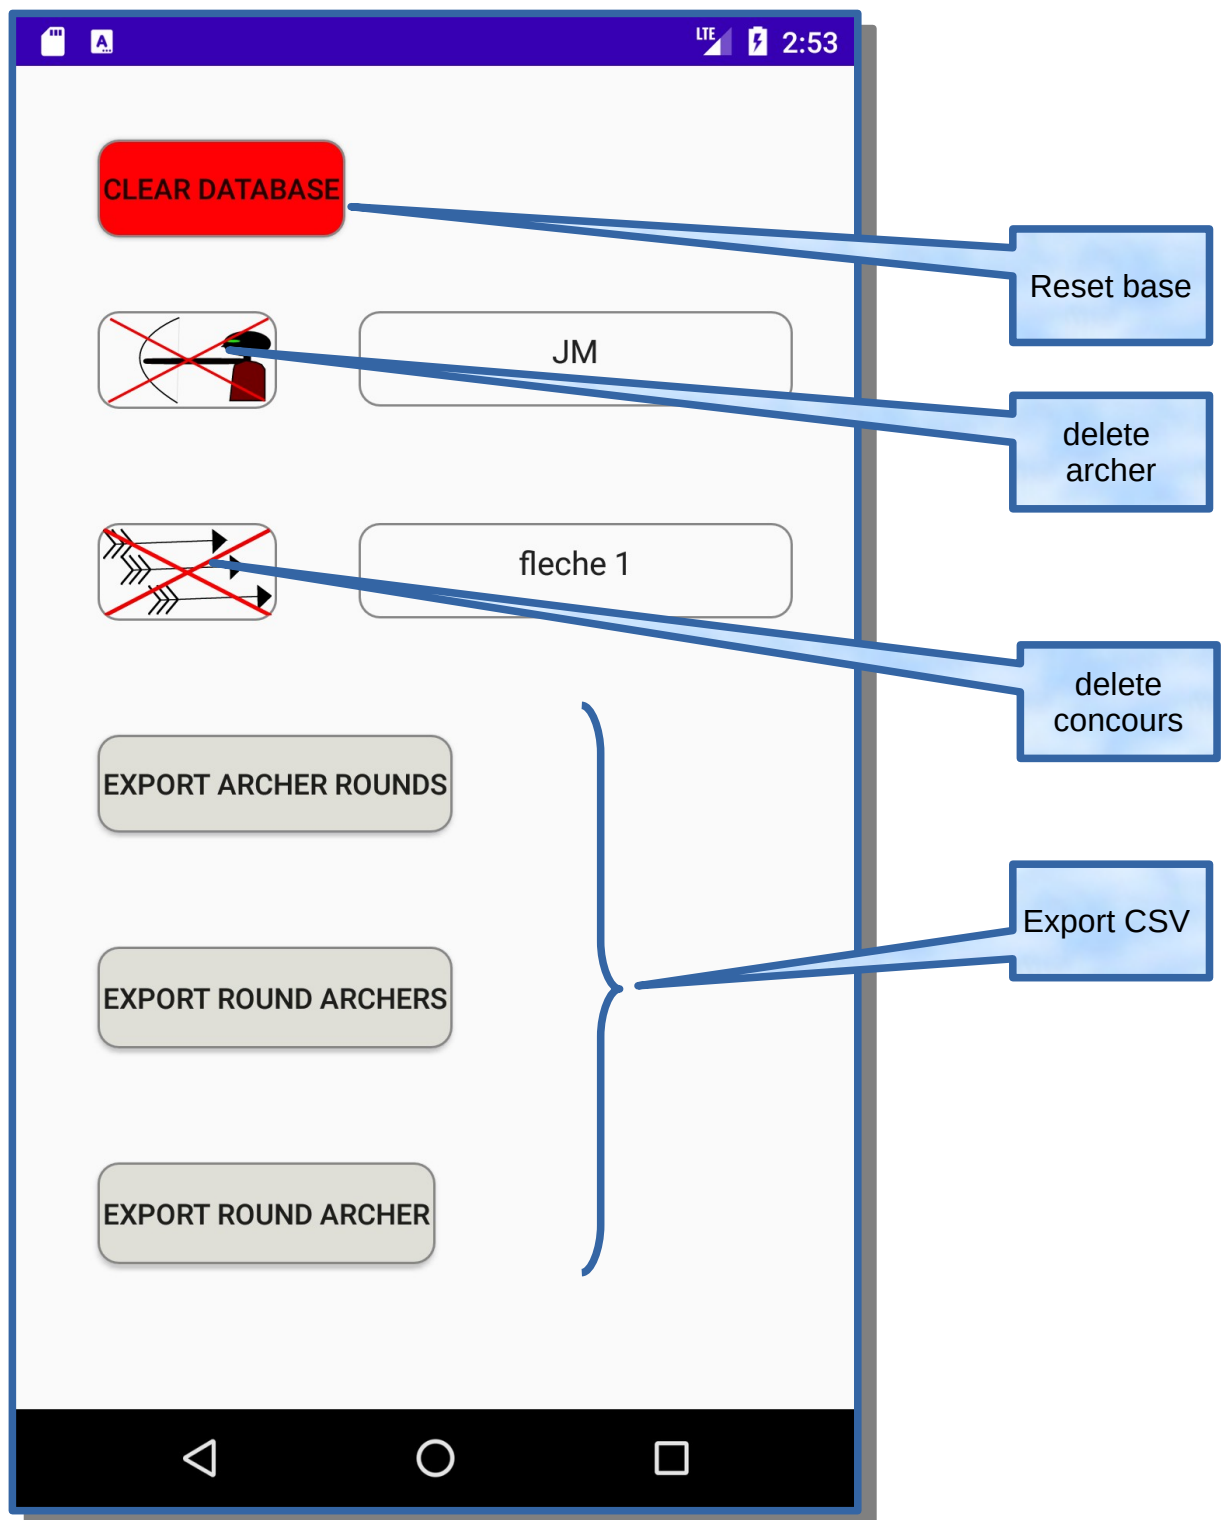 LTE 2:53
A
CLEAR DATABASE
Reset base
JM
delete
archer
fleche 1
delete
concours
EXPORT ARCHER ROUNDS
Export CSV
EXPORT ROUND ARCHERS
EXPORT ROUND ARCHER